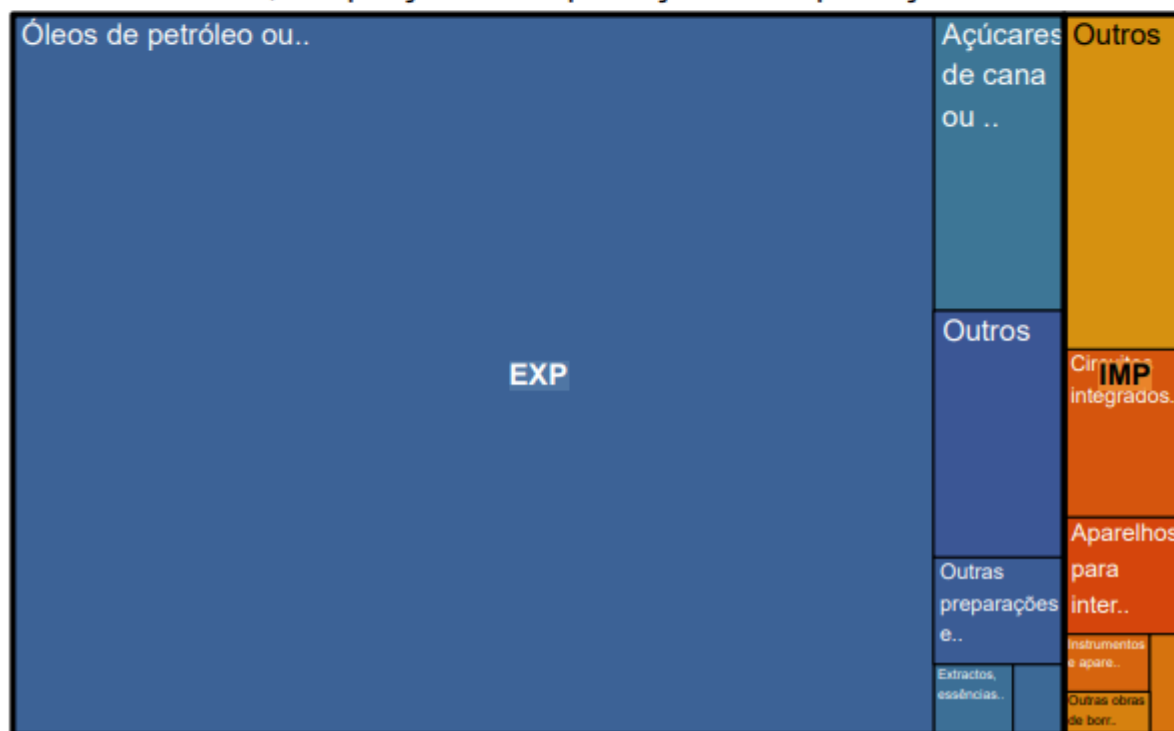 Óleos de petróleo ou..
Açúcares
de cana
ou ..
Outros
EXP
Outros
Circuitos
integrados..
IMP
Outras
preparações
e..
Aparelhos
para
inter..
Extractos,
essências..
Instrumentos
e apare..
Outras obras
de borr..